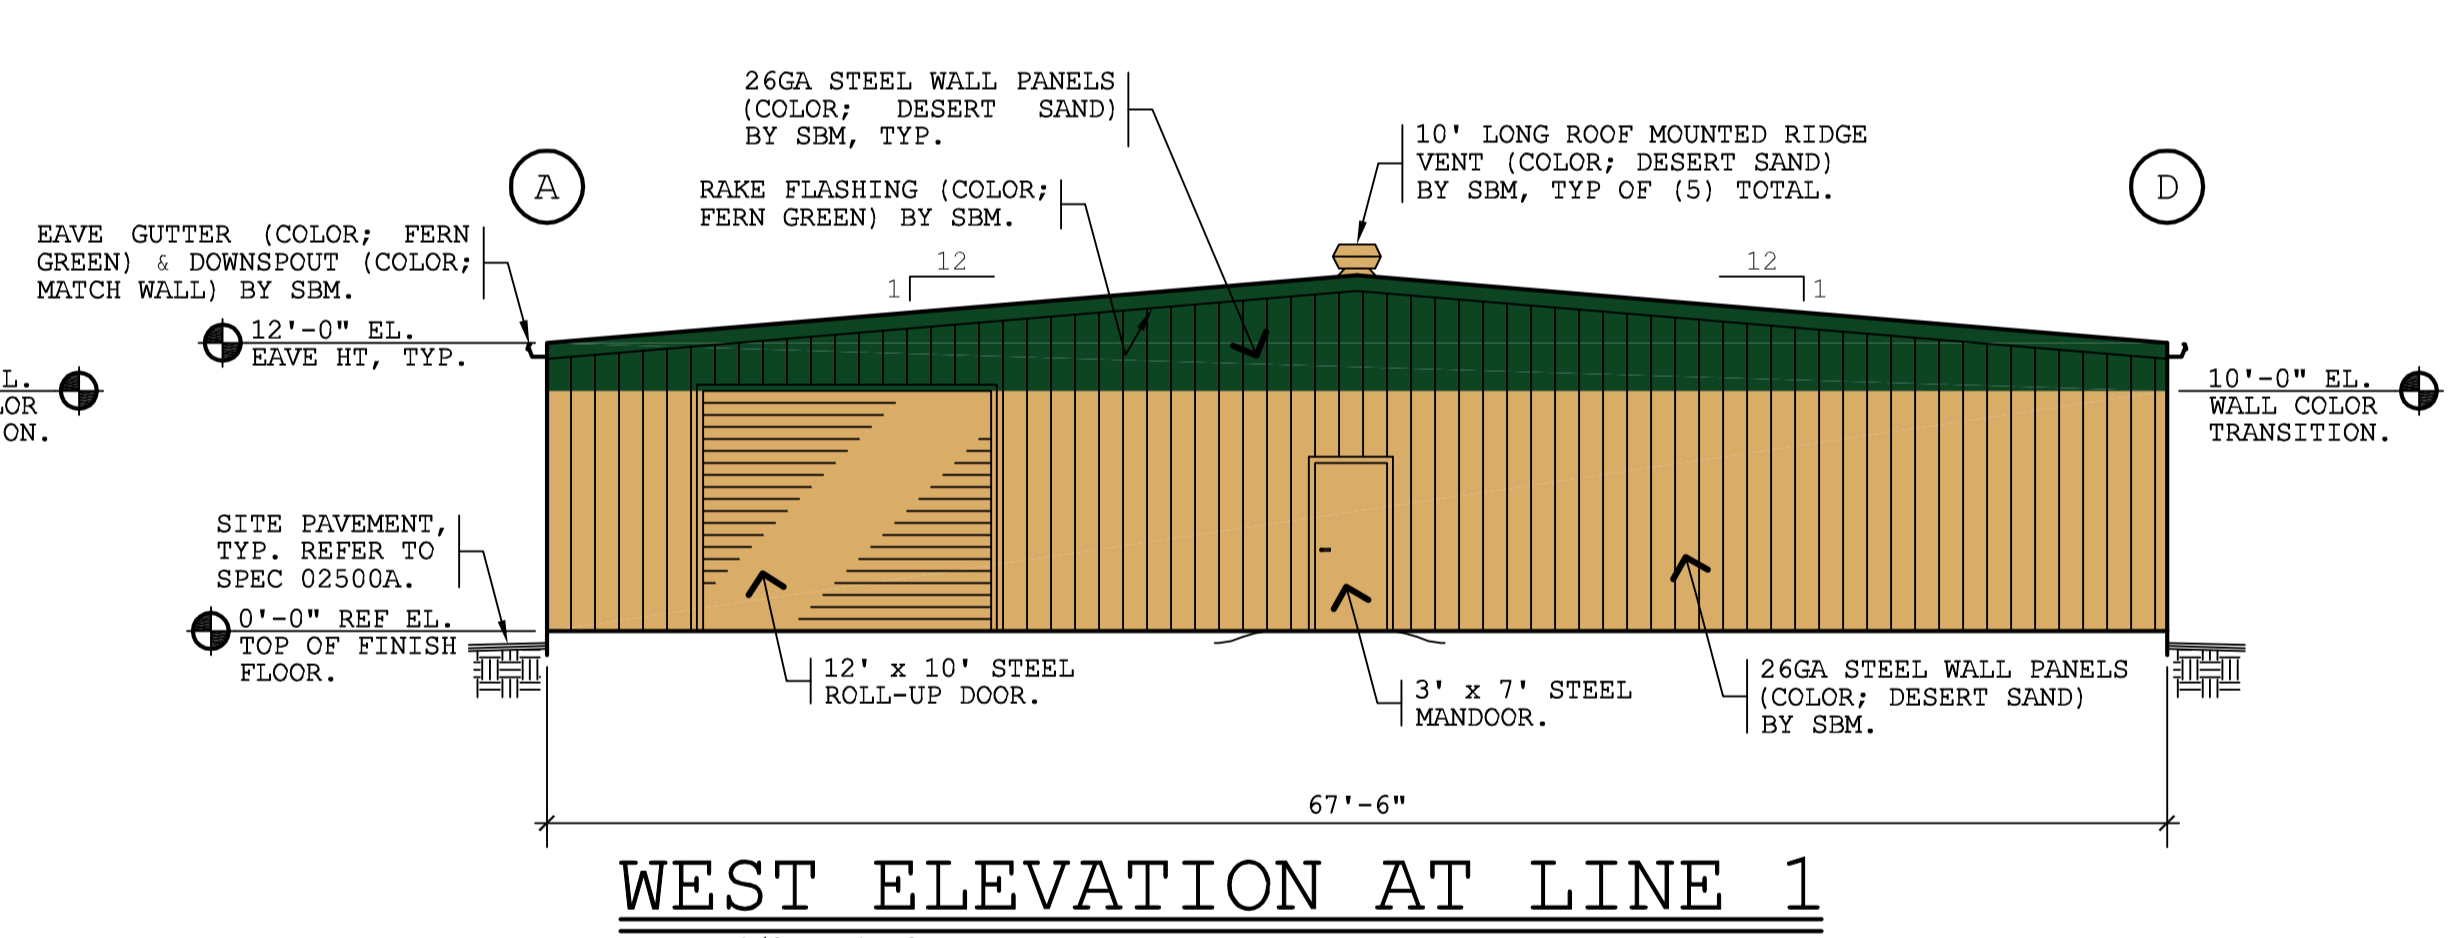 26GA STEEL WALL PANELS
(COLOR; DESERT SAND)
BY SBM, TYP.
10' LONG ROOF MOUNTED RIDGE
VENT (COLOR; DESERT SAND)
BY SBM, TYP OF (5) TOTAL.
A
D
RAKE FLASHING (COLOR;
FERN GREEN) BY SBM.
EAVE GUTTER (COLOR; FERN
GREEN) & DOWNSPOUT (COLOR;
MATCH WALL) BY SBM.
12
1
12
1
12'-0" EL.
EAVE HT, TYP.
L.
LOR
ON.
10'-0" EL.
WALL COLOR
TRANSITION.
SITE PAVEMENT,
TYP. REFER TO
SPEC 02500A.
0'-0" REF EL.
TOP OF FINISH
FLOOR.
12' x 10' STEEL
ROLL-UP DOOR.
3' x 7' STEEL
MANDOOR.
26GA STEEL WALL PANELS
(COLOR; DESERT SAND)
BY SBM.
67'-6"
WEST ELEVATION AT LINE 1